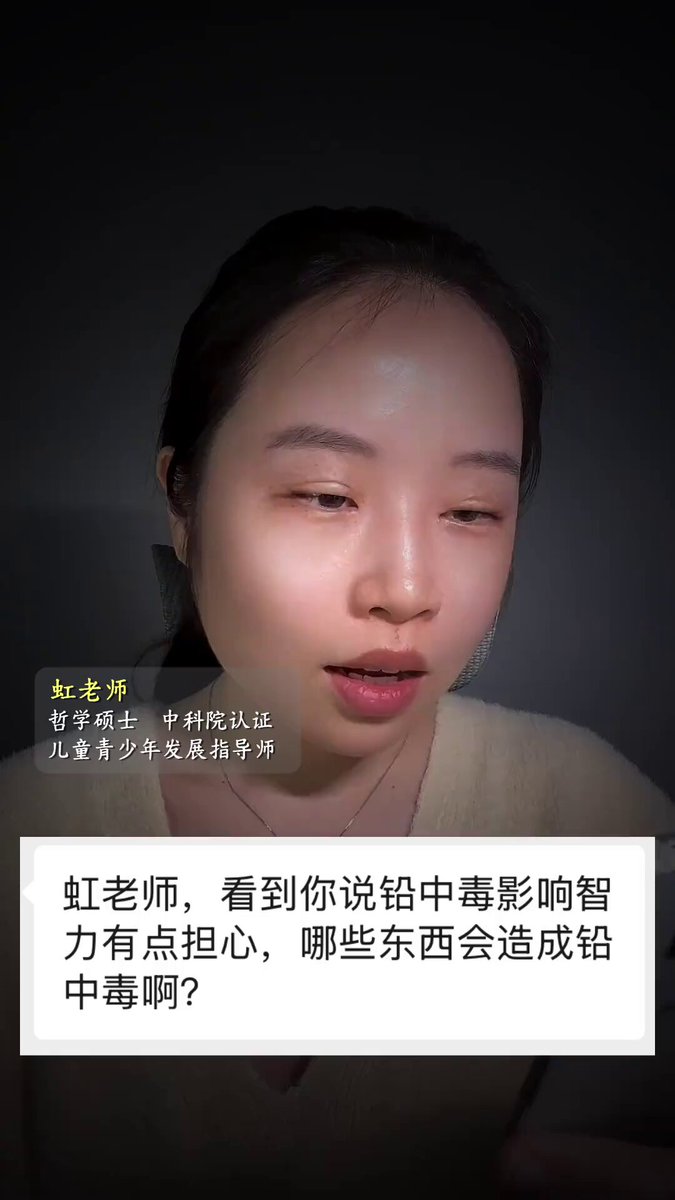 虹老师
哲学硕士 中科院认证
儿童青少年发展指导师
虹老师，看到你说铅中毒影响智
力有点担心，哪些东西会造成铅
中毒啊？